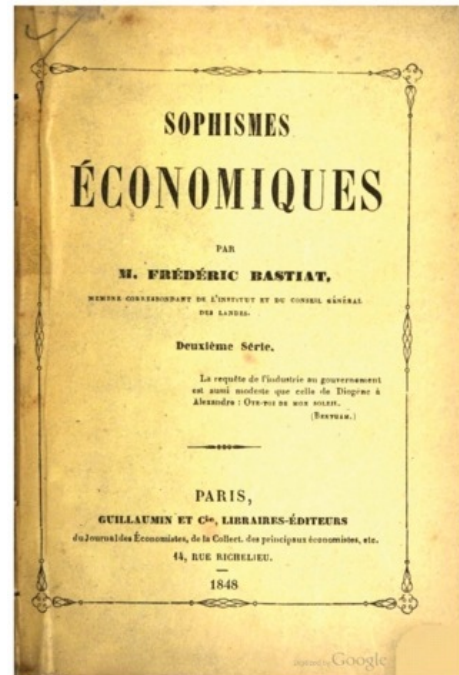 SOPHISMES
ÉCONOMIQUES
PAR
M. FRÉDÉRIC BASTIAT,
MEMBRE CORRESPONDANT DE L'INSTITUT ET DU CONSEIL GÉNÉRAL
DES LANDES.
Deuxième Série.
La requête de l'industrie au gouvernement
est aussi modeste que celle de Diogène à
Alexandre : OTE-TOI DE MON SOLEIL.
(BENTHAM.)
PARIS,
GUILLAUMIN ET Cie, LIBRAIRES-ÉDITEURS
du Journal des Économistes, de la Collect. des principaux économistes, etc.
14, RUE RICHELIEU.
1848
Digitized by Google